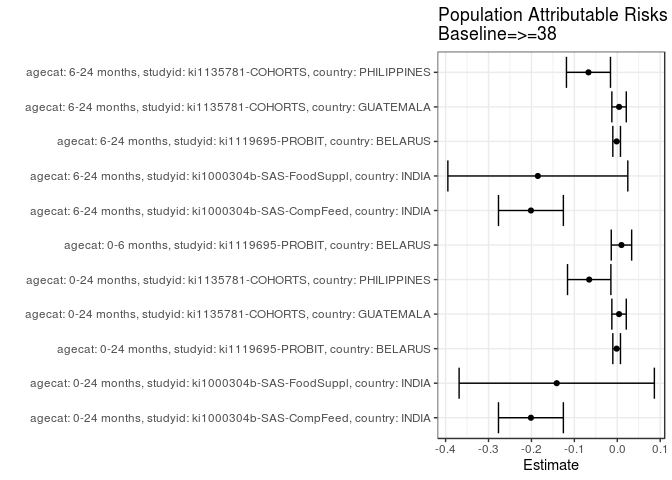 Population Attributable Risks
Baseline=>=38
agecat: 6-24 months, studyid: ki1135781-COHORTS, country: PHILIPPINES
agecat: 6-24 months, studyid: ki1135781-COHORTS, country: GUATEMALA
agecat: 6-24 months, studyid: ki1119695-PROBIT, country: BELARUS
agecat: 6-24 months, studyid: ki1000304b-SAS-FoodSuppl, country: INDIA
agecat: 6-24 months, studyid: ki1000304b-SAS-CompFeed, country: INDIA
agecat: 0-6 months, studyid: ki1119695-PROBIT, country: BELARUS
agecat: 0-24 months, studyid: ki1135781-COHORTS, country: PHILIPPINES
agecat: 0-24 months, studyid: ki1135781-COHORTS, country: GUATEMALA
agecat: 0-24 months, studyid: ki1119695-PROBIT, country: BELARUS
agecat: 0-24 months, studyid: ki1000304b-SAS-FoodSuppl, country: INDIA
agecat: 0-24 months, studyid: ki1000304b-SAS-CompFeed, country: INDIA
-0.4 -0.3 -0.2 -0.1 0.0 0.1
Estimate